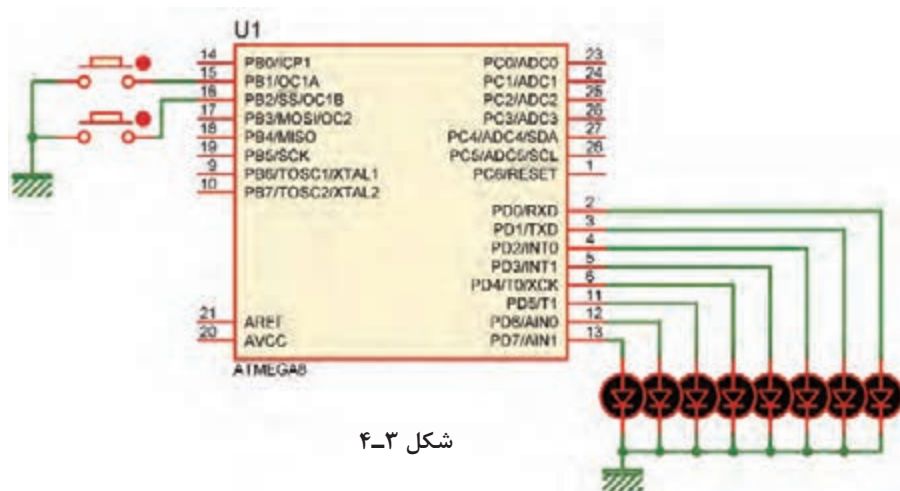 U1
14 PB0/ICP1 PC0/ADC0 23
15 PB1/OC1A PC1/ADC1 24
16 PB2/SS/OC1B PC2/ADC2 25
17 PB3/MOSI/OC2 PC3/ADC3 26
18 PB4/MISO PC4/ADC4/SDA 27
19 PB5/SCK PC5/ADC5/SCL 28
9 PB6/TOSC1/XTAL1 PC6/RESET 1
10 PB7/TOSC2/XTAL2
PD0/RXD 2
PD1/TXD 3
PD2/INT0 4
PD3/INT1 5
PD4/T0/XCK 6
PD5/T1 11
21 AREF PD6/AIN0 12
20 AVCC PD7/AIN1 13
ATMEGA8
شکل ۳ـ۴